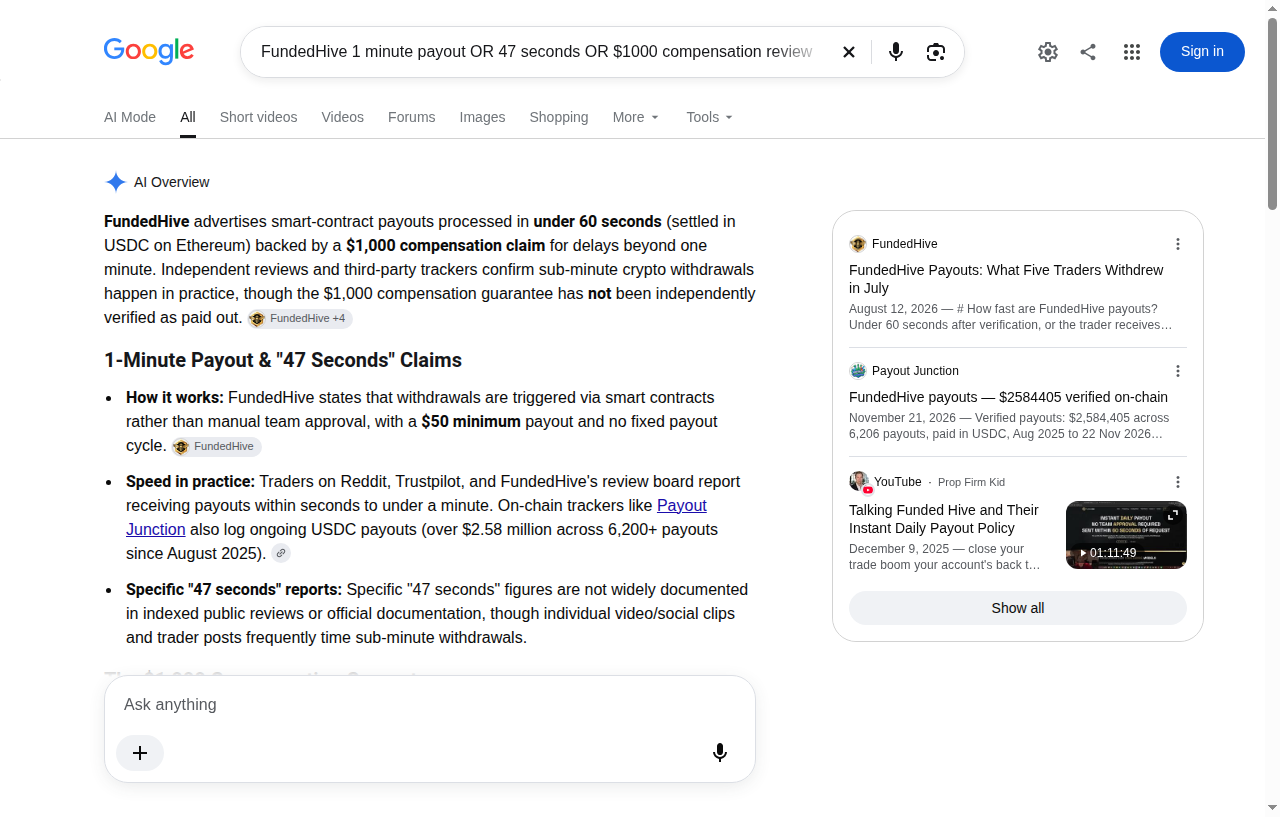 Google
FundedHive 1 minute payout OR 47 seconds OR $1000 compensation review
Sign in
AI Mode
All
Short videos
Videos
Forums
Images
Shopping
More
Tools
AI Overview
FundedHive advertises smart-contract payouts processed in under 60 seconds (settled in
USDC on Ethereum) backed by a $1,000 compensation claim for delays beyond one
minute. Independent reviews and third-party trackers confirm sub-minute crypto withdrawals
happen in practice, though the $1,000 compensation guarantee has not been independently
verified as paid out. FundedHive +4
1-Minute Payout & "47 Seconds" Claims
• How it works: FundedHive states that withdrawals are triggered via smart contracts
rather than manual team approval, with a $50 minimum payout and no fixed payout
cycle. FundedHive
• Speed in practice: Traders on Reddit, Trustpilot, and FundedHive's review board report
receiving payouts within seconds to under a minute. On-chain trackers like Payout
Junction also log ongoing USDC payouts (over $2.58 million across 6,200+ payouts
since August 2025).
• Specific "47 seconds" reports: Specific "47 seconds" figures are not widely documented
in indexed public reviews or official documentation, though individual video/social clips
and trader posts frequently time sub-minute withdrawals.
Ask anything
FundedHive
FundedHive Payouts: What Five Traders Withdrew
in July
August 12, 2026 — # How fast are FundedHive payouts?
Under 60 seconds after verification, or the trader receives…
Payout Junction
FundedHive payouts — $2584405 verified on-chain
November 21, 2026 — Verified payouts: $2,584,405 across
6,206 payouts, paid in USDC, Aug 2025 to 22 Nov 2026…
YouTube · Prop Firm Kid
Talking Funded Hive and Their
Instant Daily Payout Policy
December 9, 2025 — close your
trade boom your account's back t…
INSTANT DAILY PAYOUT
NO TEAM APPROVAL REQUIRED
SENT WITHIN 60 SECONDS OF REQUEST
01:11:49
Show all